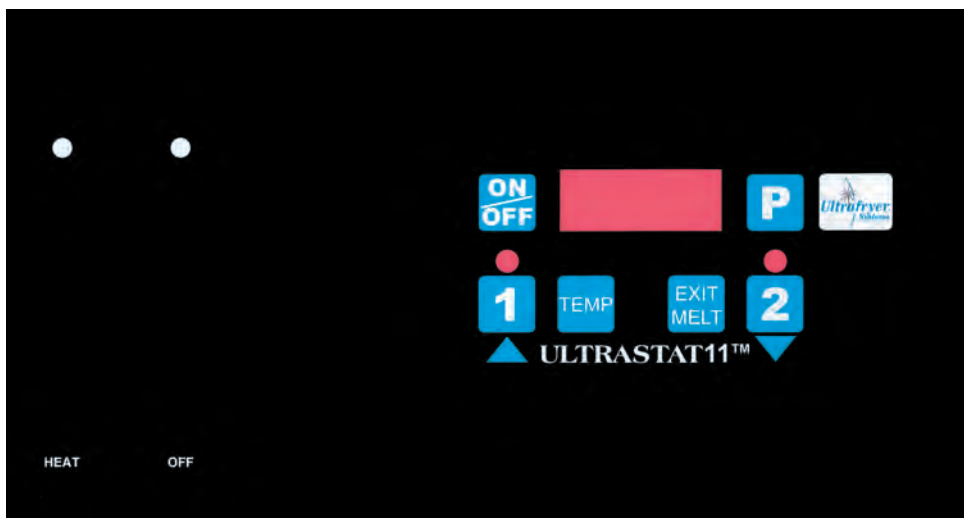 ON
OFF
P
Ultrafryer
Systems
1
TEMP
EXIT
MELT
2
ULTRASTAT11™
HEAT
OFF